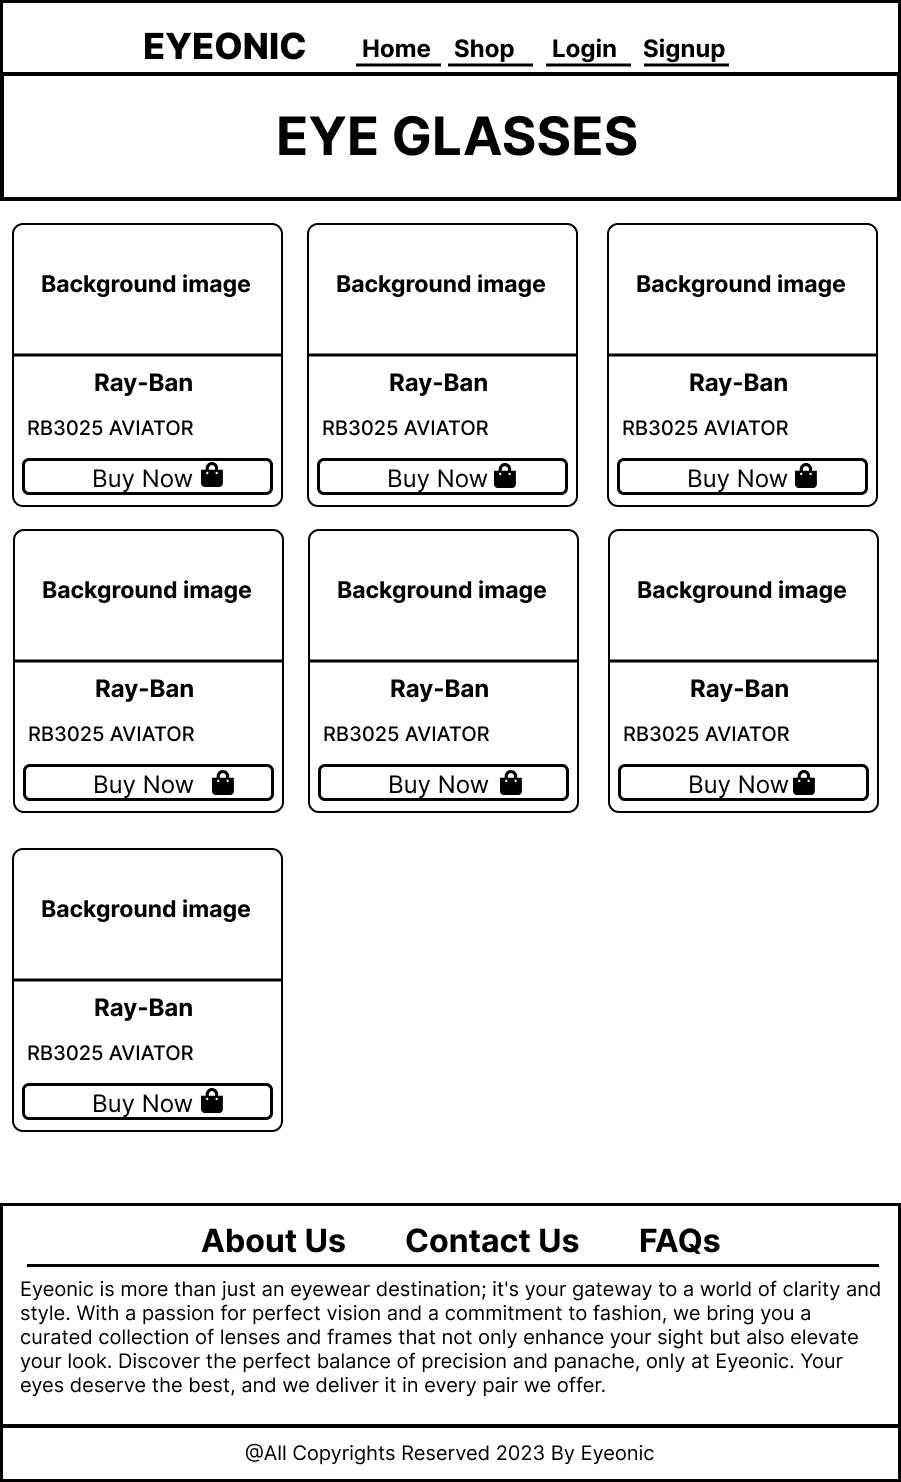 EYEONIC Home Shop Login Signup
EYE GLASSES
Background image Background image Background image
Ray-Ban Ray-Ban Ray-Ban
RB3025 AVIATOR RB3025 AVIATOR RB3025 AVIATOR
Buy Now Buy Now Buy Now
Background image Background image Background image
Ray-Ban Ray-Ban Ray-Ban
RB3025 AVIATOR RB3025 AVIATOR RB3025 AVIATOR
Buy Now Buy Now Buy Now
Background image
Ray-Ban
RB3025 AVIATOR
Buy Now
About Us Contact Us FAQs
Eyeonic is more than just an eyewear destination; it's your gateway to a world of clarity and
style. With a passion for perfect vision and a commitment to fashion, we bring you a
curated collection of lenses and frames that not only enhance your sight but also elevate
your look. Discover the perfect balance of precision and panache, only at Eyeonic. Your
eyes deserve the best, and we deliver it in every pair we offer.
@All Copyrights Reserved 2023 By Eyeonic